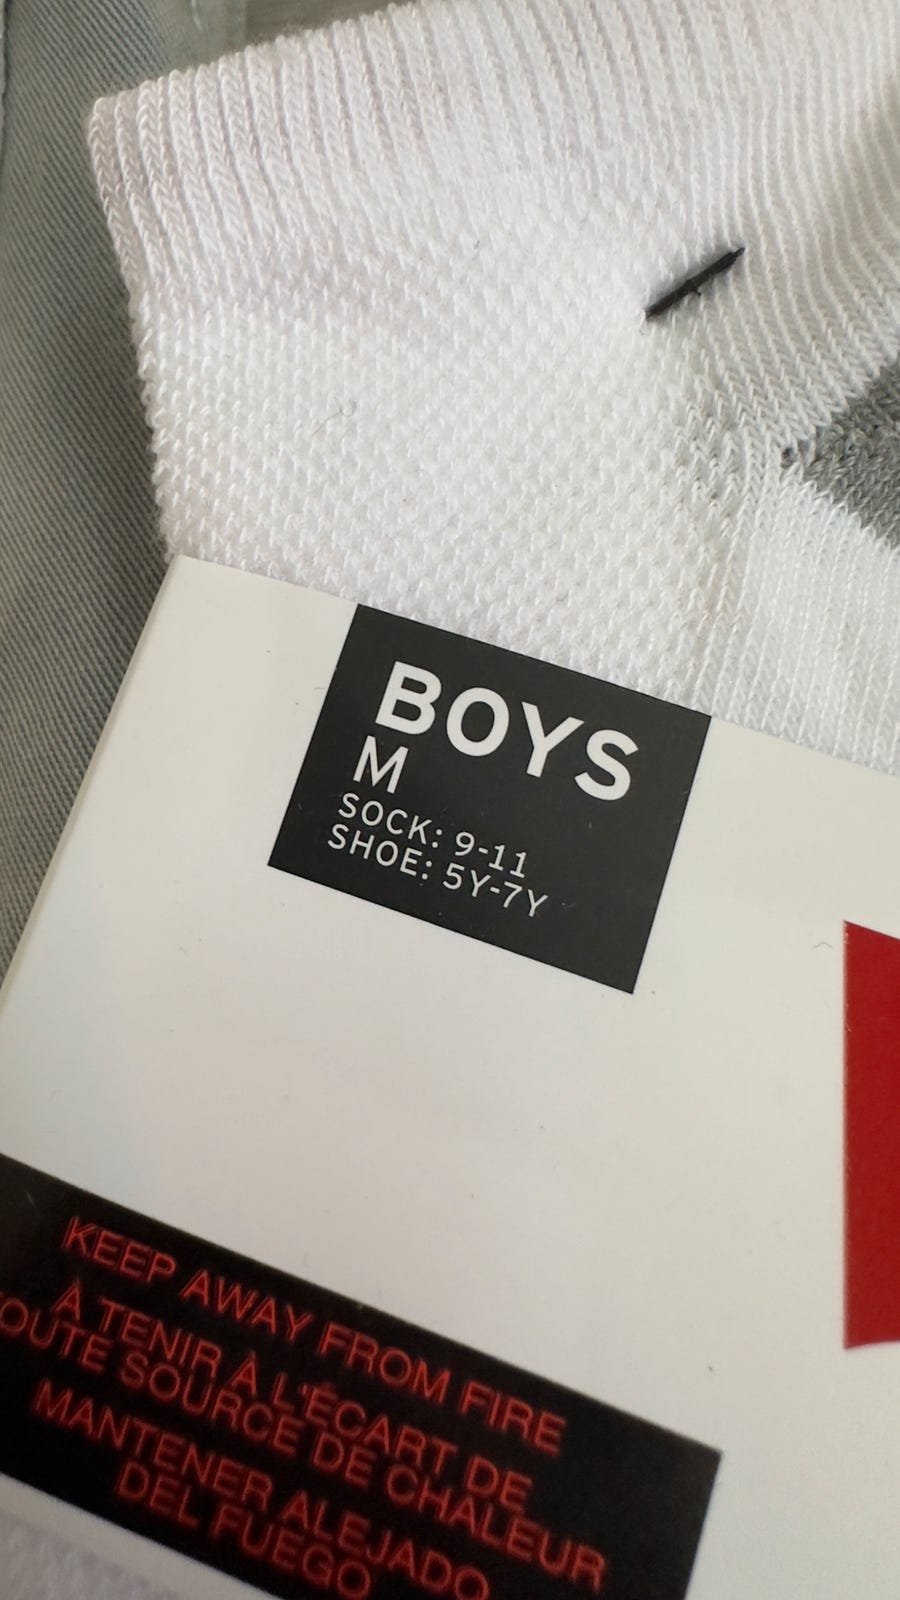 BOYS
M
SOCK: 9-11
SHOE: 5Y-7Y
KEEP AWAY FROM FIRE
À TENIR À L'ÉCART DE
TOUTE SOURCE DE CHALEUR
MANTENER ALEJADO
DEL FUEGO